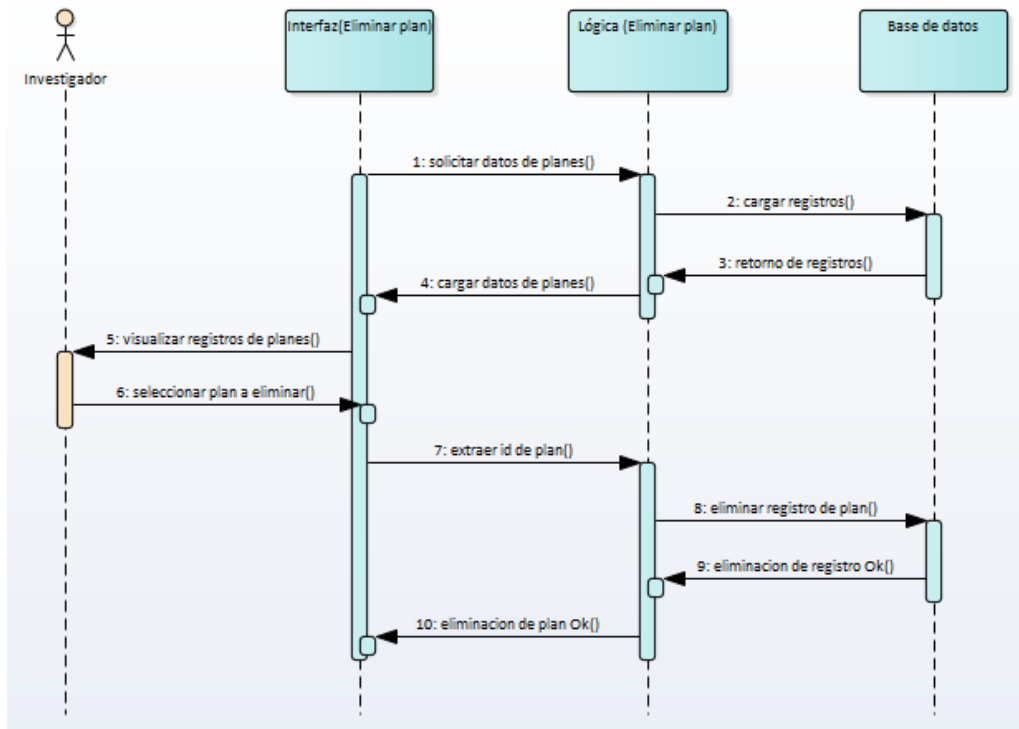 Interfaz(Eliminar plan)
Lógica (Eliminar plan)
Base de datos
Investigador
1: solicitar datos de planes()
2: cargar registros()
3: retorno de registros()
4: cargar datos de planes()
5: visualizar registros de planes()
6: seleccionar plan a eliminar()
7: extraer id de plan()
8: eliminar registro de plan()
9: eliminacion de registro Ok()
10: eliminacion de plan Ok()